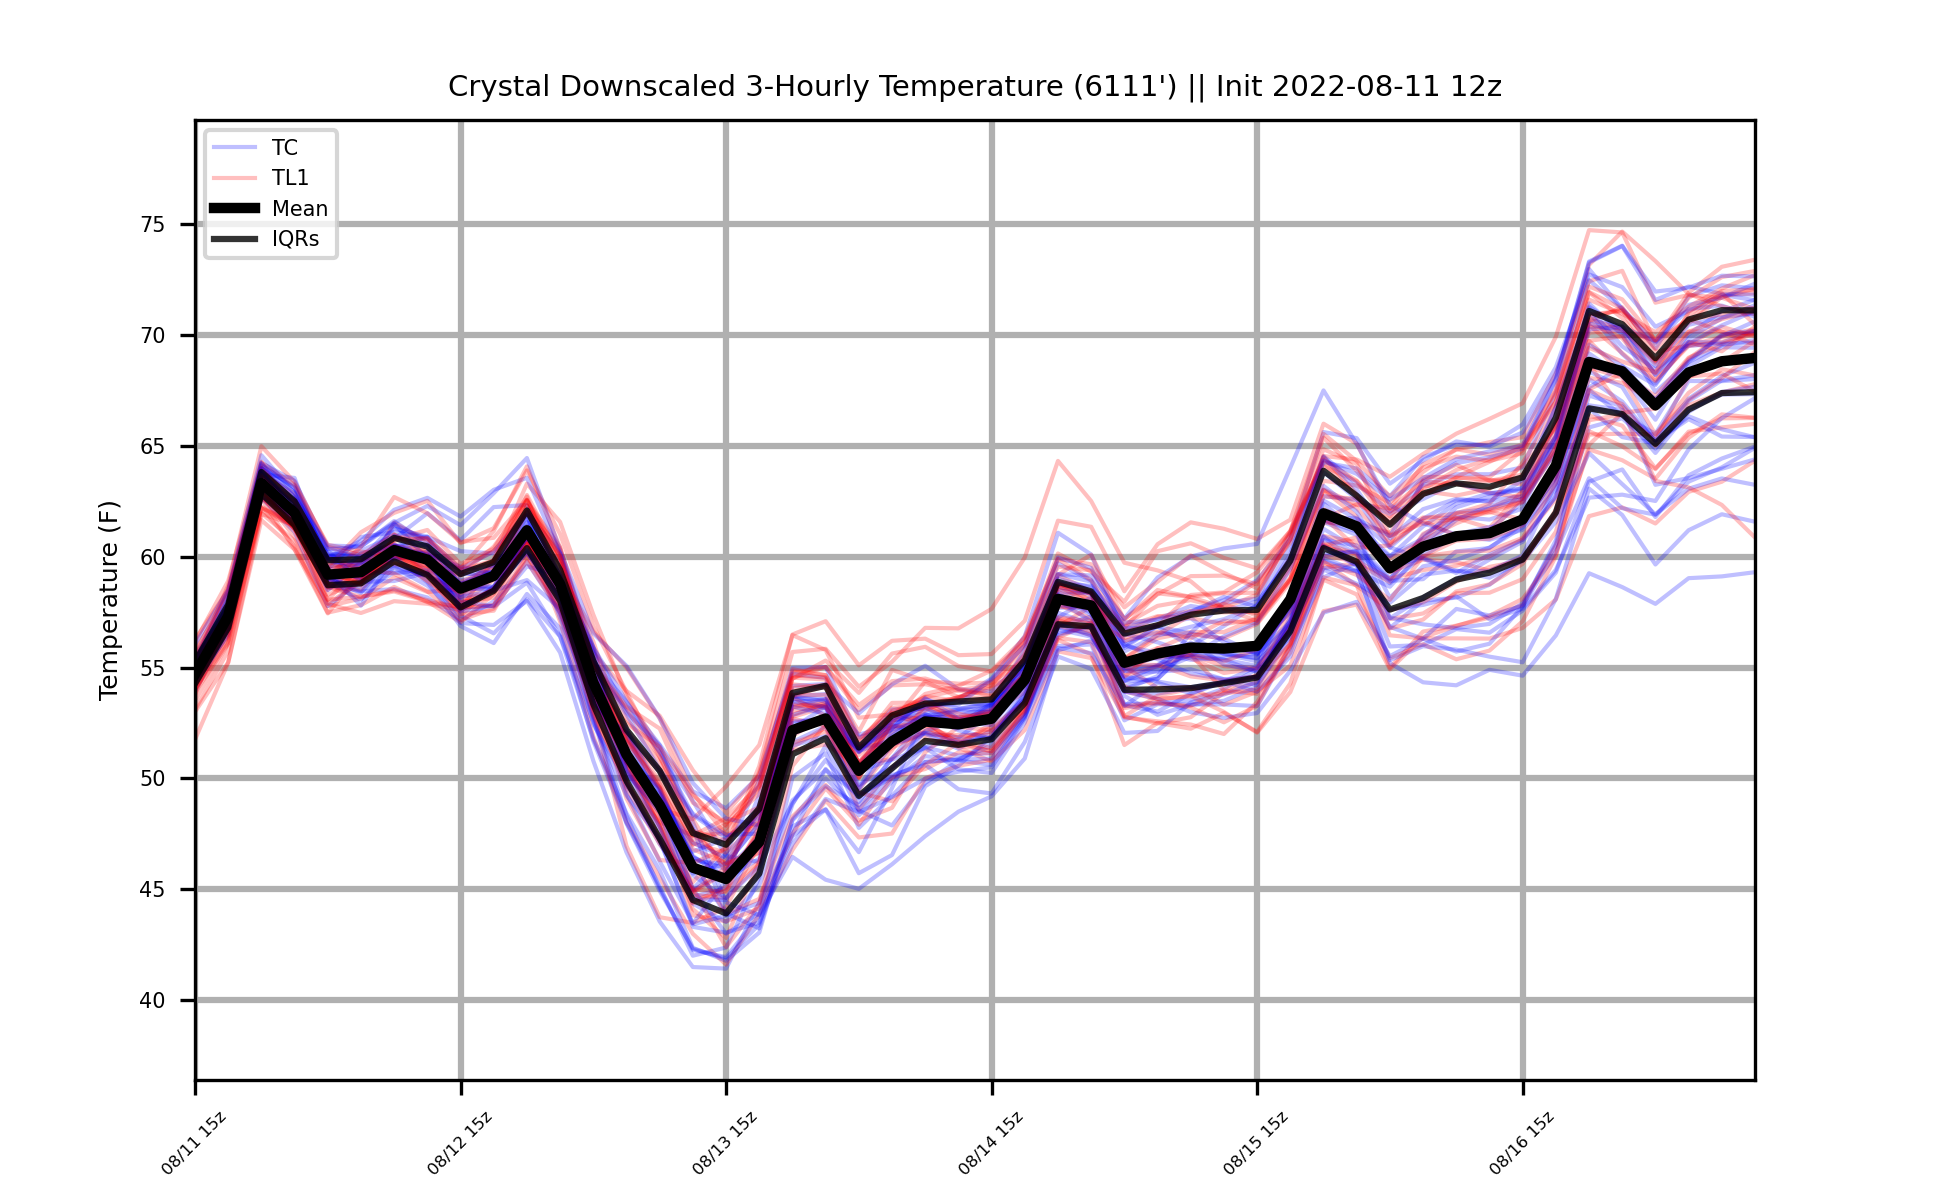 Crystal Downscaled 3-Hourly Temperature (6111') || Init 2022-08-11 12z
TC
TL1
Mean
IQRs
Temperature (F)
75
70
65
60
55
50
45
40
08/11 15z
08/12 15z
08/13 15z
08/14 15z
08/15 15z
08/16 15z